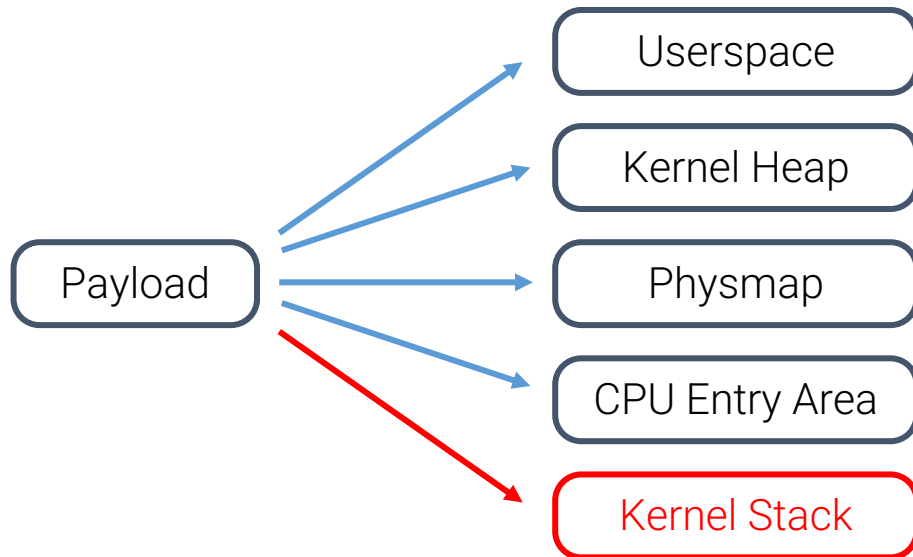 Userspace
Kernel Heap
Payload
Physmap
CPU Entry Area
Kernel Stack